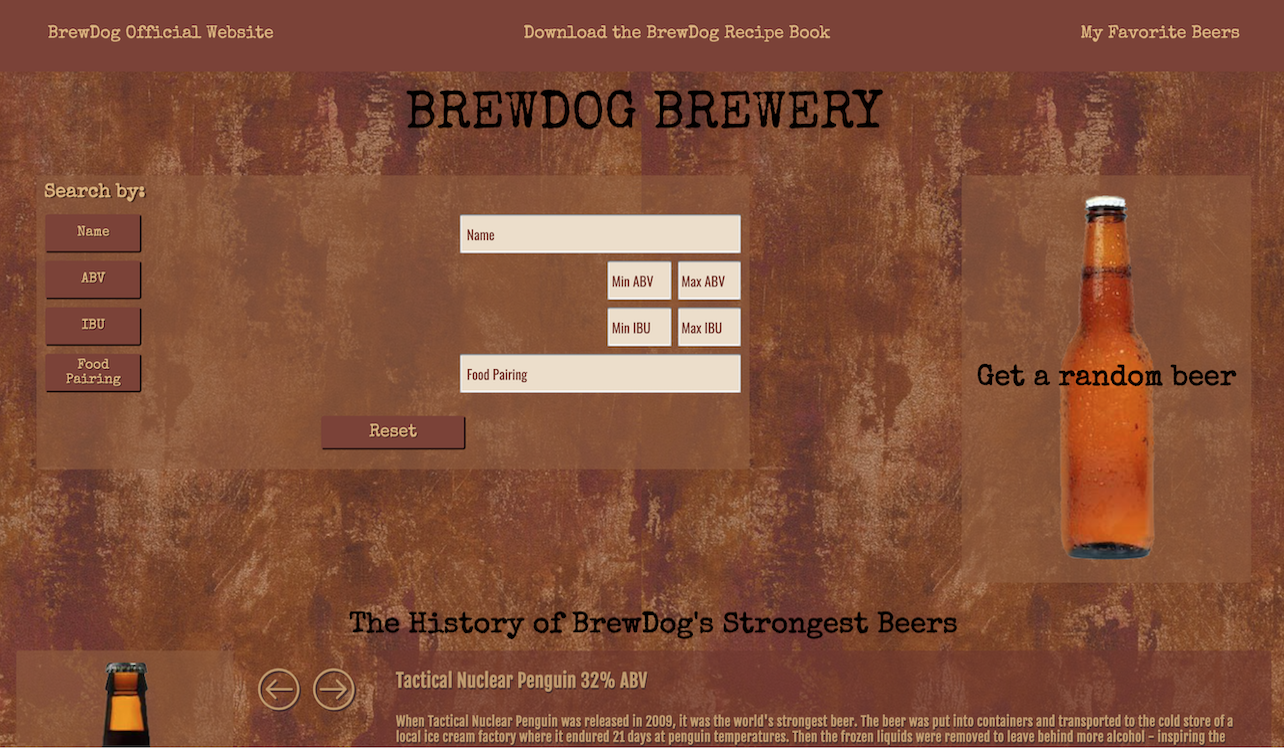 BrewDog Official Website
Download the BrewDog Recipe Book
My Favorite Beers
BREWDOG BREWERY
Search by:
Name
Name
ABV
Min ABV
Max ABV
IBU
Min IBU
Max IBU
Food
Pairing
Food Pairing
Reset
Get a random beer
The History of BrewDog's Strongest Beers
Tactical Nuclear Penguin 32% ABV
When Tactical Nuclear Penguin was released in 2009, it was the world's strongest beer. The beer was put into containers and transported to the cold store of a
local ice cream factory where it endured 21 days at penguin temperatures. Then the frozen liquids were removed to leave behind more alcohol – inspiring the